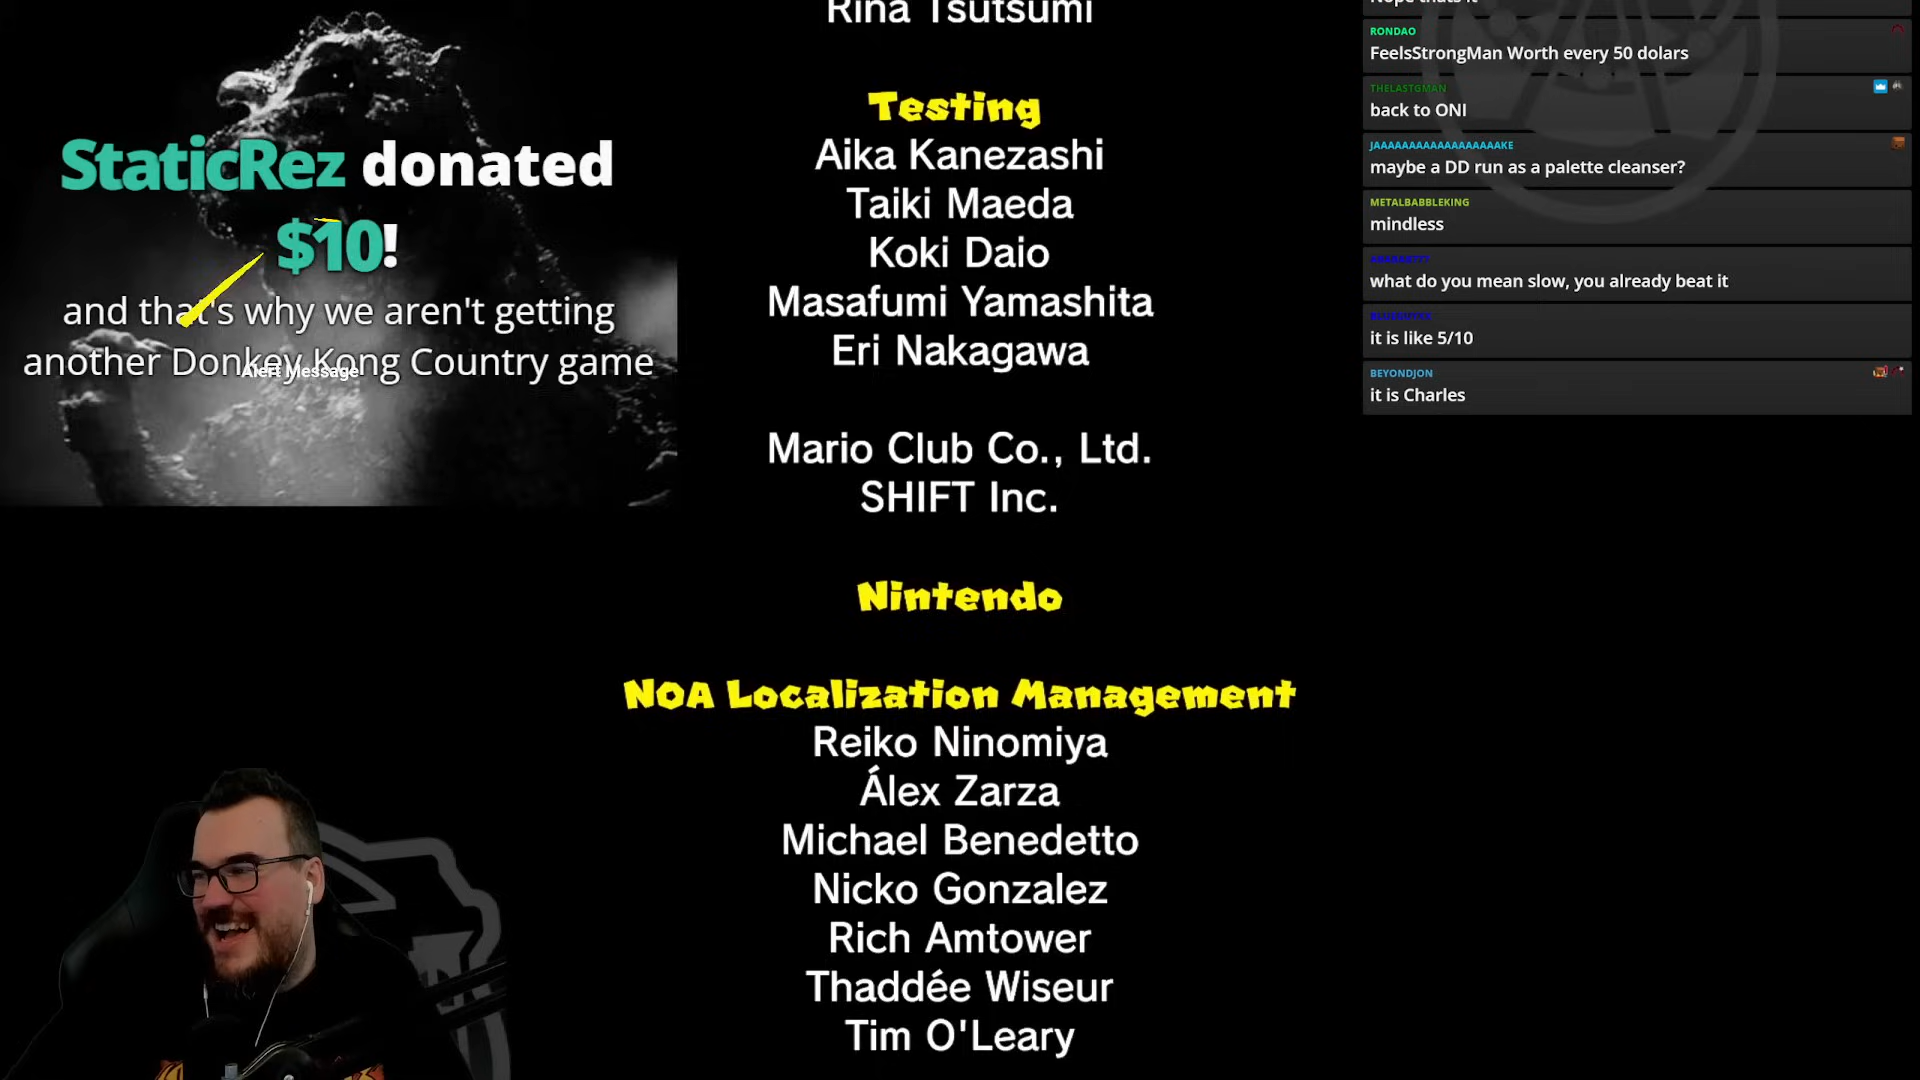 Rina Tsutsumi
Testing
Aika Kanezashi
Taiki Maeda
Koki Daio
Masafumi Yamashita
Eri Nakagawa
Mario Club Co., Ltd.
SHIFT Inc.
Nintendo
NOA Localization Management
Reiko Ninomiya
Álex Zarza
Michael Benedetto
Nicko Gonzalez
Rich Amtower
Thaddée Wiseur
Tim O'Leary
StaticRez donated
$10!
and that's why we aren't getting
another Donkey Kong Country game
Alert Message
Nope thats it
RONDAO
FeelsStrongMan Worth every 50 dolars
THELASTGMAN
back to ONI
JAAAAAAAAAAAAAAAAAAKE
maybe a DD run as a palette cleanser?
METALBABBLEKING
mindless
what do you mean slow, you already beat it
it is like 5/10
BEYONDJON
it is Charles